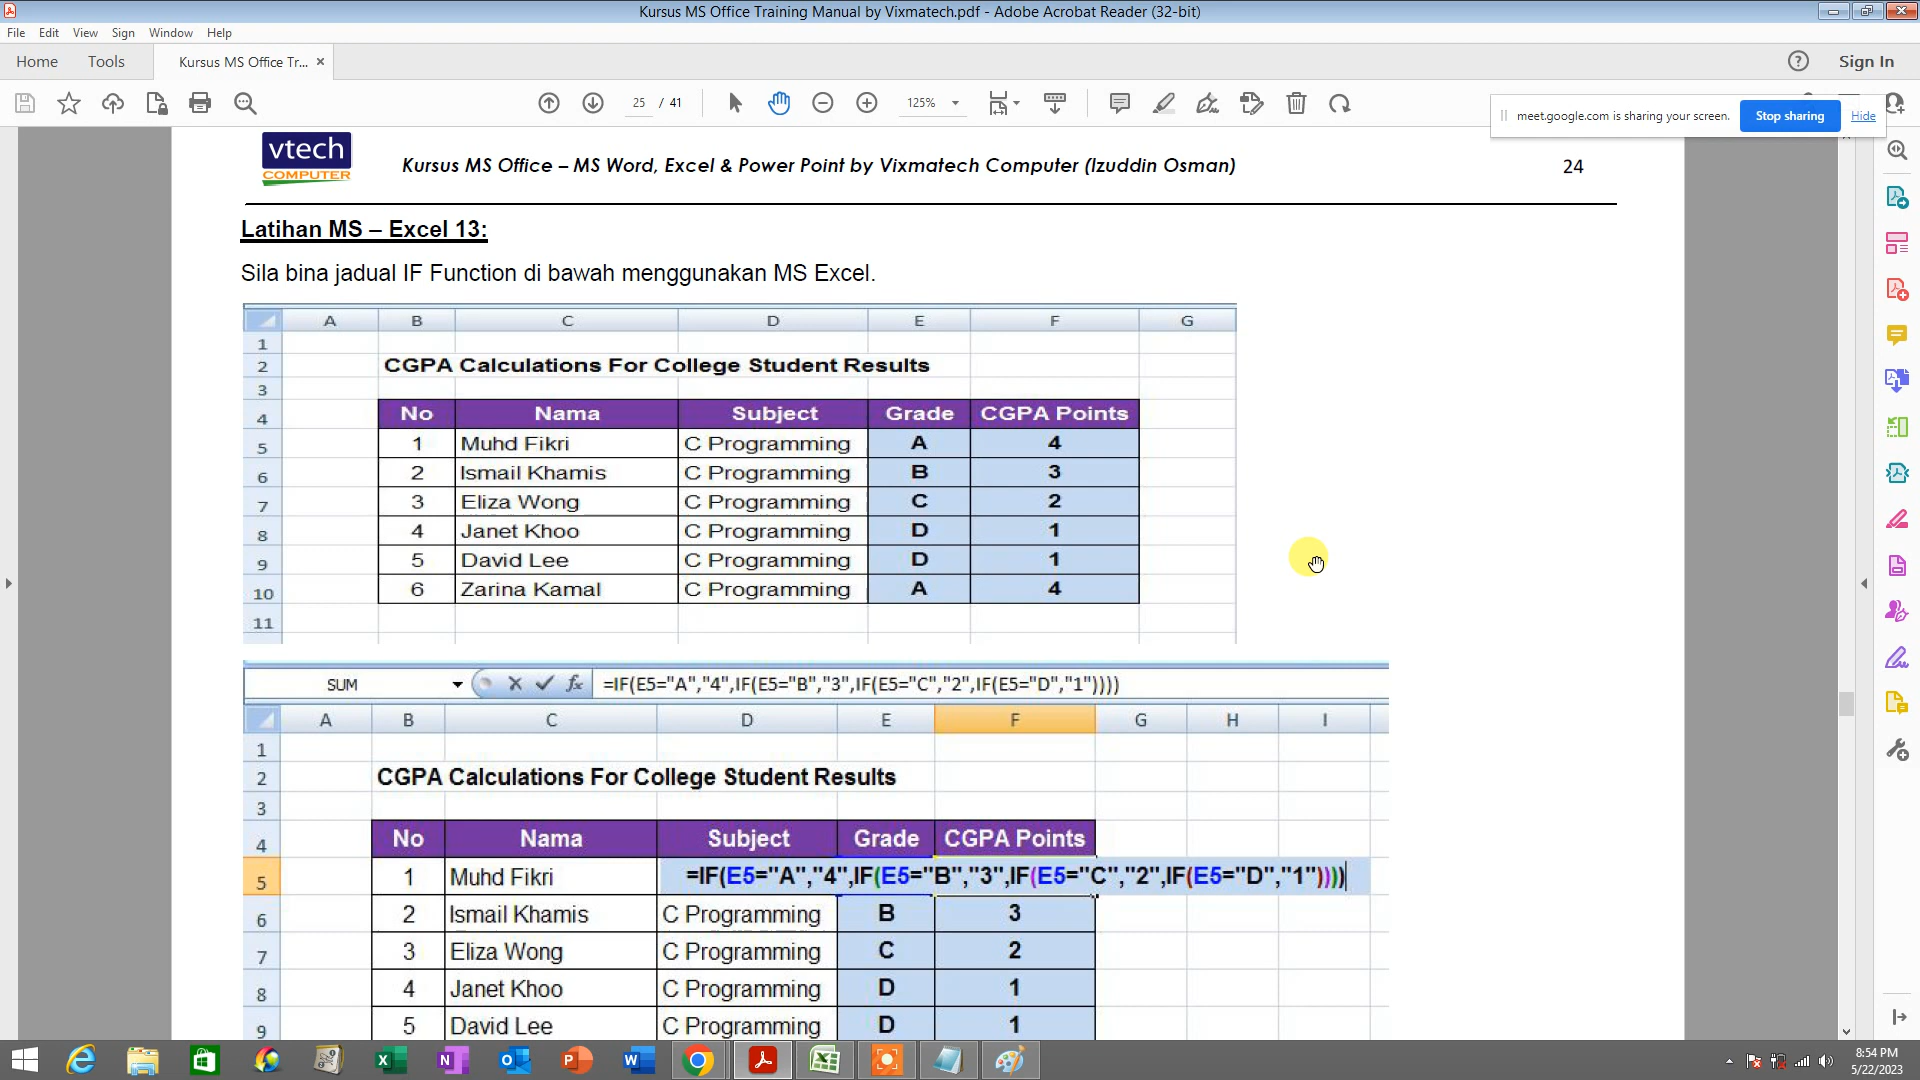 Kursus MS Office Training Manual by Vixmatech.pdf - Adobe Acrobat Reader (32-bit)
File Edit View Sign Window Help
Home Tools Kursus MS Office Tr... × Sign In
25 / 41 125%
meet.google.com is sharing your screen. Stop sharing Hide
vtech
COMPUTER
Kursus MS Office – MS Word, Excel & Power Point by Vixmatech Computer (Izuddin Osman) 24
Latihan MS – Excel 13:
Sila bina jadual IF Function di bawah menggunakan MS Excel.
A B C D E F G
1
2 CGPA Calculations For College Student Results
3
4 No Nama Subject Grade CGPA Points
5 1 Muhd Fikri C Programming A 4
6 2 Ismail Khamis C Programming B 3
7 3 Eliza Wong C Programming C 2
8 4 Janet Khoo C Programming D 1
9 5 David Lee C Programming D 1
10 6 Zarina Kamal C Programming A 4
11
SUM fx =IF(E5="A","4",IF(E5="B","3",IF(E5="C","2",IF(E5="D","1"))))
A B C D E F G H I
1
2 CGPA Calculations For College Student Results
3
4 No Nama Subject Grade CGPA Points
5 1 Muhd Fikri =IF(E5="A","4",IF(E5="B","3",IF(E5="C","2",IF(E5="D","1"))))
6 2 Ismail Khamis C Programming B 3
7 3 Eliza Wong C Programming C 2
8 4 Janet Khoo C Programming D 1
9 5 David Lee C Programming D 1
8:54 PM
5/22/2023